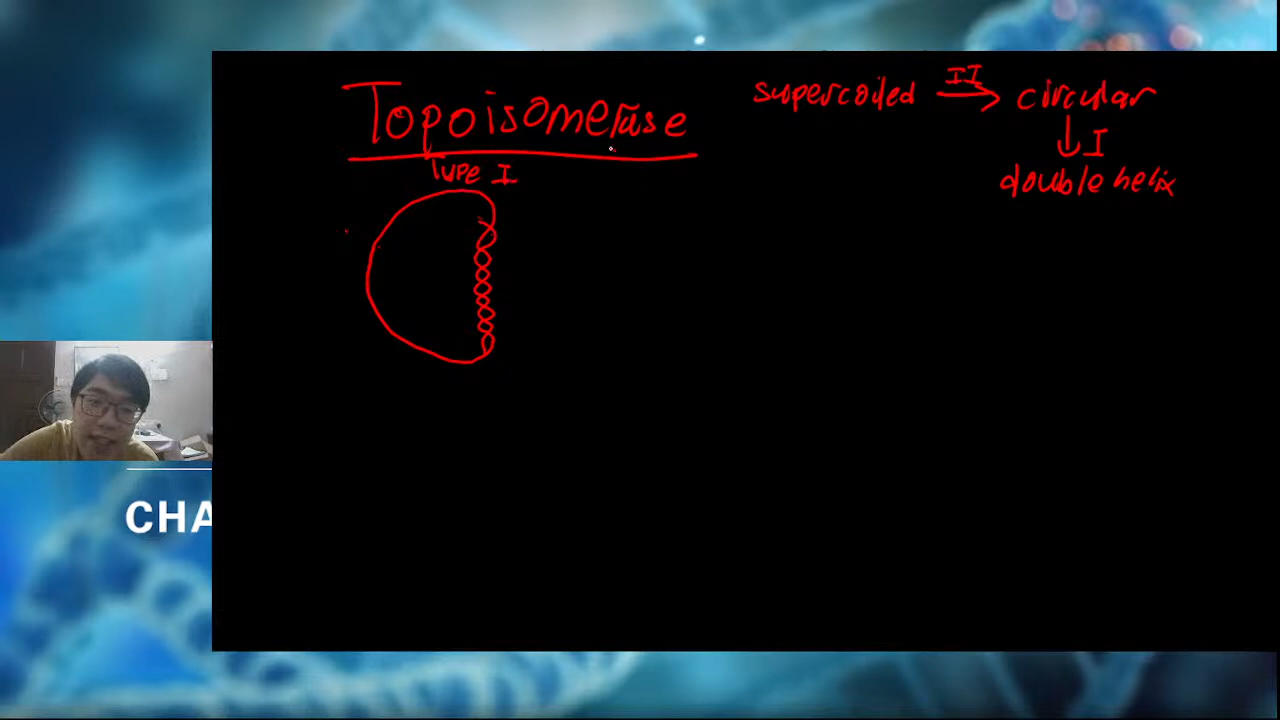 Topoisomerase
Type I
supercoiled II circular
I
double helix
CHA